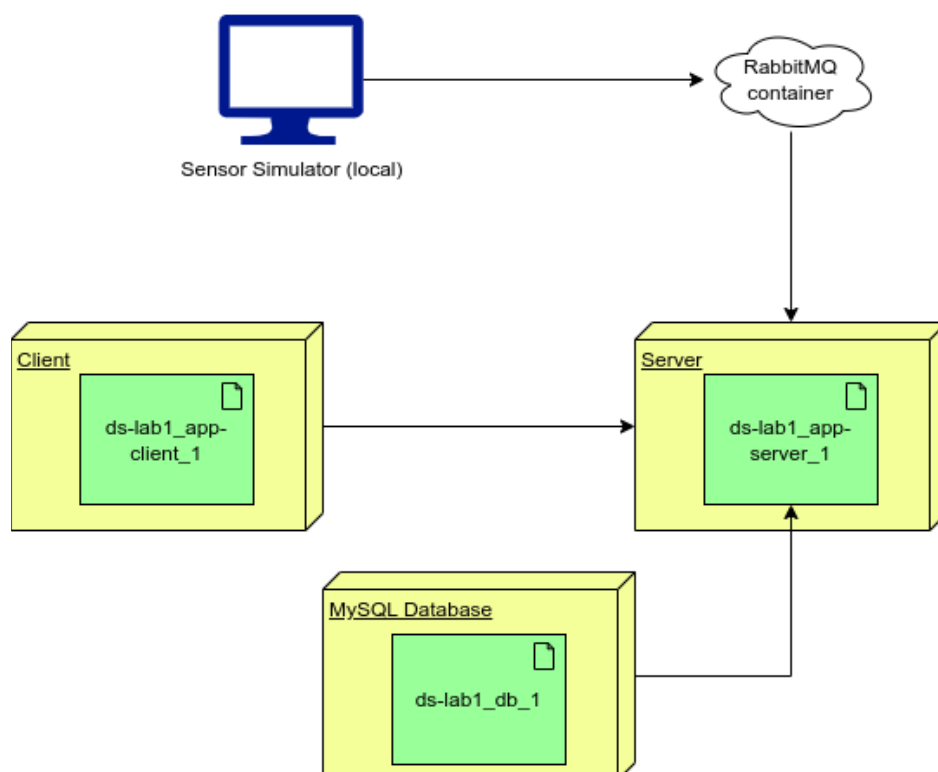 RabbitMQ
container
Sensor Simulator (local)
Client
ds-lab1_app-
client_1
Server
ds-lab1_app-
server_1
MySQL Database
ds-lab1_db_1